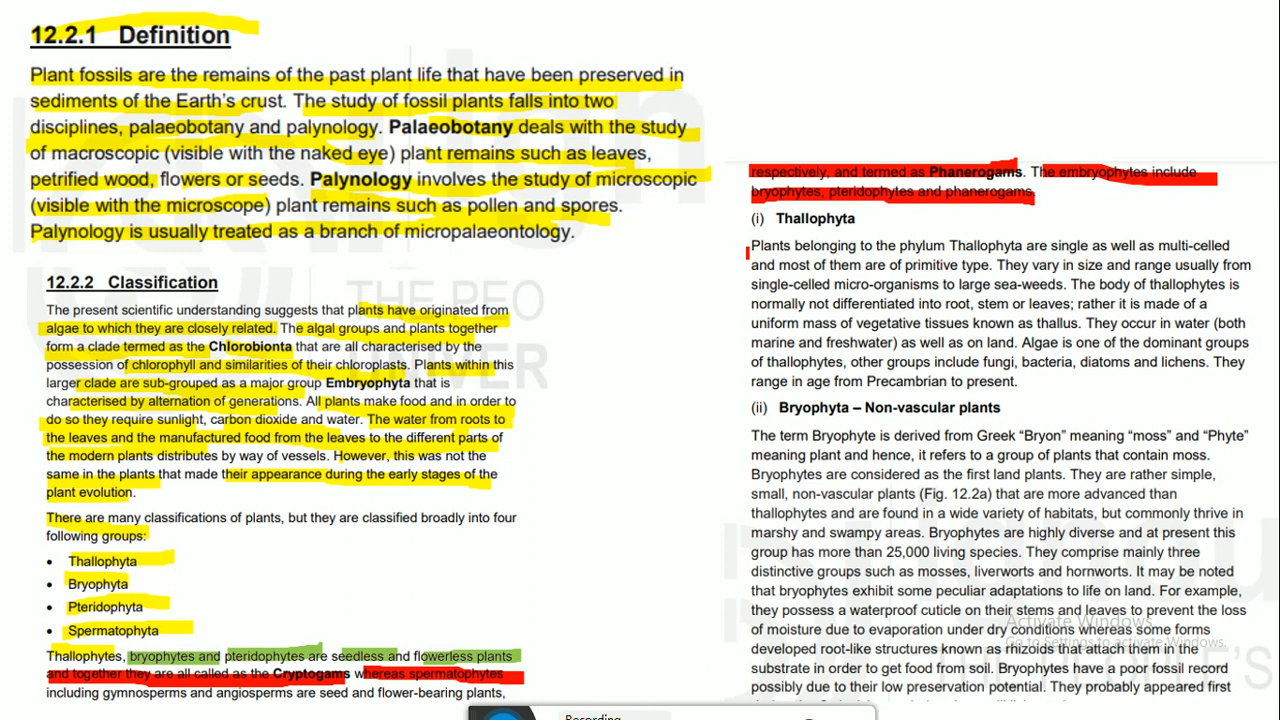 12.2.1 Definition
Plant fossils are the remains of the past plant life that have been preserved in
sediments of the Earth's crust. The study of fossil plants falls into two
disciplines, palaeobotany and palynology. Palaeobotany deals with the study
of macroscopic (visible with the naked eye) plant remains such as leaves,
petrified wood, flowers or seeds. Palynology involves the study of microscopic
(visible with the microscope) plant remains such as pollen and spores.
Palynology is usually treated as a branch of micropalaeontology.
12.2.2 Classification
The present scientific understanding suggests that plants have originated from
algae to which they are closely related. The algal groups and plants together
form a clade termed as the Chlorobionta that are all characterised by the
possession of chlorophyll and similarities of their chloroplasts. Plants within this
larger clade are sub-grouped as a major group Embryophyta that is
characterised by alternation of generations. All plants make food and in order to
do so they require sunlight, carbon dioxide and water. The water from roots to
the leaves and the manufactured food from the leaves to the different parts of
the modern plants distributes by way of vessels. However, this was not the
same in the plants that made their appearance during the early stages of the
plant evolution.
There are many classifications of plants, but they are classified broadly into four
following groups:
• Thallophyta
• Bryophyta
• Pteridophyta
• Spermatophyta
Thallophytes, bryophytes and pteridophytes are seedless and flowerless plants
and together they are all called as the Cryptogams whereas spermatophytes
including gymnosperms and angiosperms are seed and flower-bearing plants,
respectively, and termed as Phanerogams. The embryophytes include
bryophytes, pteridophytes and phanerogams.
(i) Thallophyta
Plants belonging to the phylum Thallophyta are single as well as multi-celled
and most of them are of primitive type. They vary in size and range usually from
single-celled micro-organisms to large sea-weeds. The body of thallophytes is
normally not differentiated into root, stem or leaves; rather it is made of a
uniform mass of vegetative tissues known as thallus. They occur in water (both
marine and freshwater) as well as on land. Algae is one of the dominant groups
of thallophytes, other groups include fungi, bacteria, diatoms and lichens. They
range in age from Precambrian to present.
(ii) Bryophyta – Non-vascular plants
The term Bryophyte is derived from Greek “Bryon” meaning “moss” and “Phyte”
meaning plant and hence, it refers to a group of plants that contain moss.
Bryophytes are considered as the first land plants. They are rather simple,
small, non-vascular plants (Fig. 12.2a) that are more advanced than
thallophytes and are found in a wide variety of habitats, but commonly thrive in
marshy and swampy areas. Bryophytes are highly diverse and at present this
group has more than 25,000 living species. They comprise mainly three
distinctive groups such as mosses, liverworts and hornworts. It may be noted
that bryophytes exhibit some peculiar adaptations to life on land. For example,
they possess a waterproof cuticle on their stems and leaves to prevent the loss
of moisture due to evaporation under dry conditions whereas some forms
developed root-like structures known as rhizoids that attach them in the
substrate in order to get food from soil. Bryophytes have a poor fossil record
possibly due to their low preservation potential. They probably appeared first
THE PEO
UNIVER
PEOPLE'S
Activate Windows
Go to Settings to activate Windows.
Recording